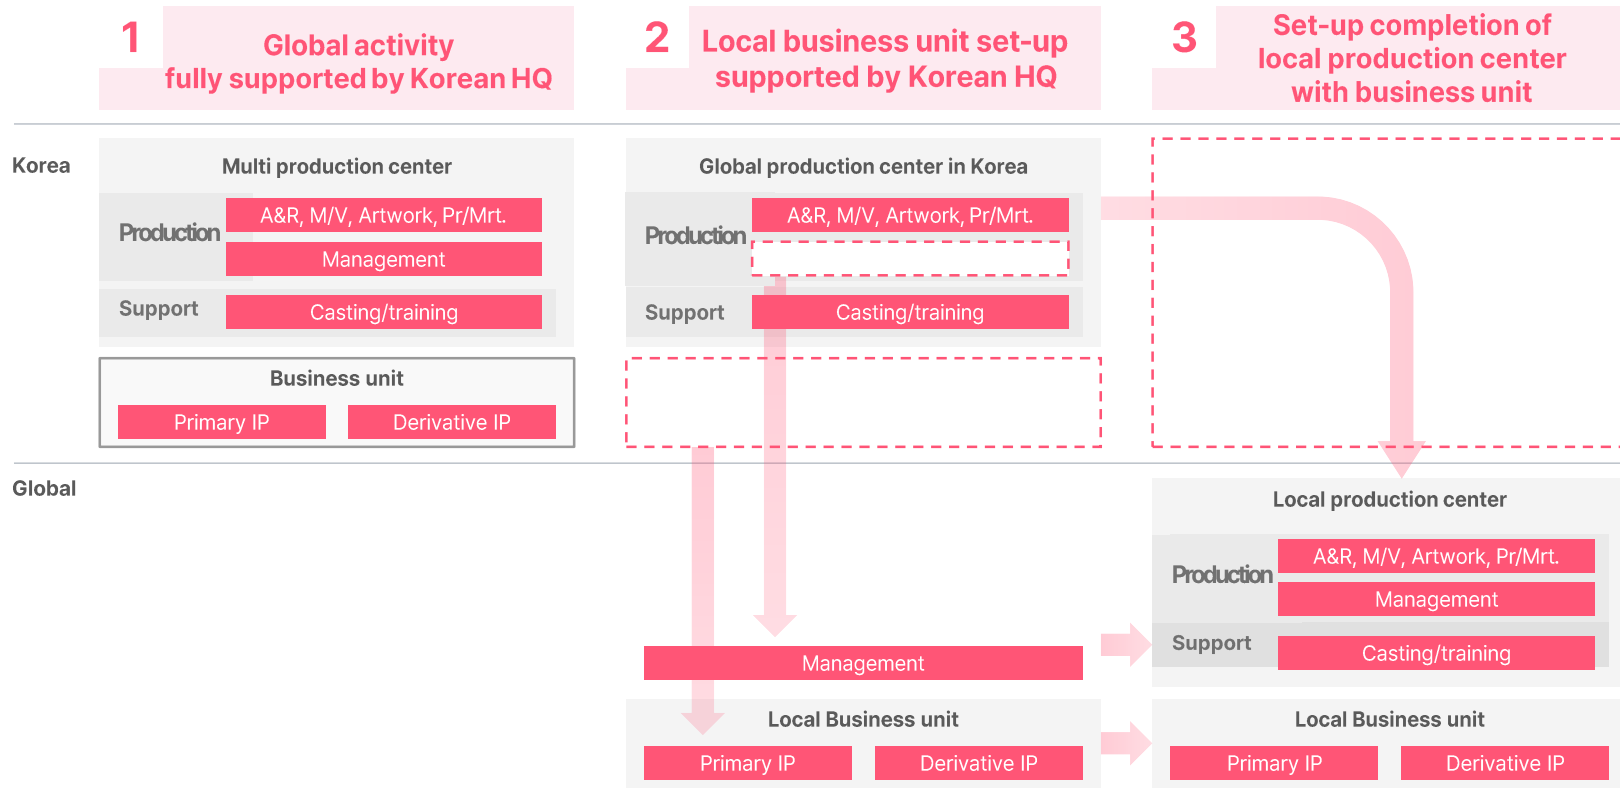 1
Global activity
fully supported by Korean HQ
2
Local business unit set-up
supported by Korean HQ
3
Set-up completion of
local production center
with business unit
Korea
Multi production center
Production
A&R, M/V, Artwork, Pr/Mrt.
Management
Support
Casting/training
Business unit
Primary IP
Derivative IP
Global production center in Korea
Production
A&R, M/V, Artwork, Pr/Mrt.
Support
Casting/training
Global
Management
Local Business unit
Primary IP
Derivative IP
Local production center
Production
A&R, M/V, Artwork, Pr/Mrt.
Management
Support
Casting/training
Local Business unit
Primary IP
Derivative IP